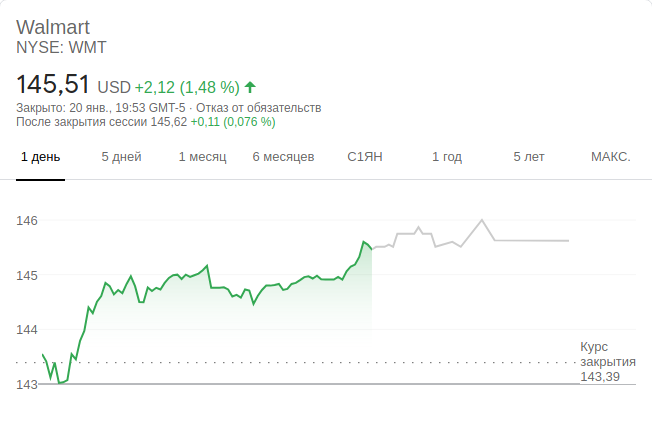 Walmart
NYSE: WMT
145,51 USD +2,12 (1,48 %)
Закрыто: 20 янв., 19:53 GMT-5 · Отказ от обязательств
После закрытия сессии 145,62 +0,11 (0,076 %)
1 день 5 дней 1 месяц 6 месяцев С1ЯН 1 год 5 лет МАКС.
146
145
144
Курс
закрытия
143,39
143